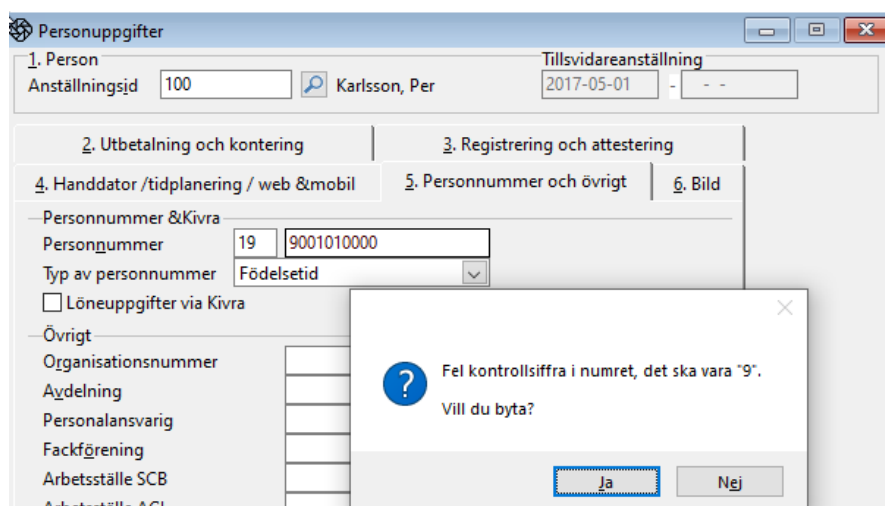 Personuppgifter
1. Person
Tillsvidareanställning
Anställningsid 100 Karlsson, Per 2017-05-01 - - -
2. Utbetalning och kontering 3. Registrering och attestering
4. Handdator /tidplanering / web &mobil 5. Personnummer och övrigt 6. Bild
Personnummer &Kivra
Personnummer 19 9001010000
Typ av personnummer Födelsetid
Löneuppgifter via Kivra
Övrigt
Organisationsnummer
Avdelning
Personalansvarig
Fackförening
Arbetsställe SCB
Arbetsställe AGI
Fel kontrollsiffra i numret, det ska vara "9".
Vill du byta?
Ja Nej